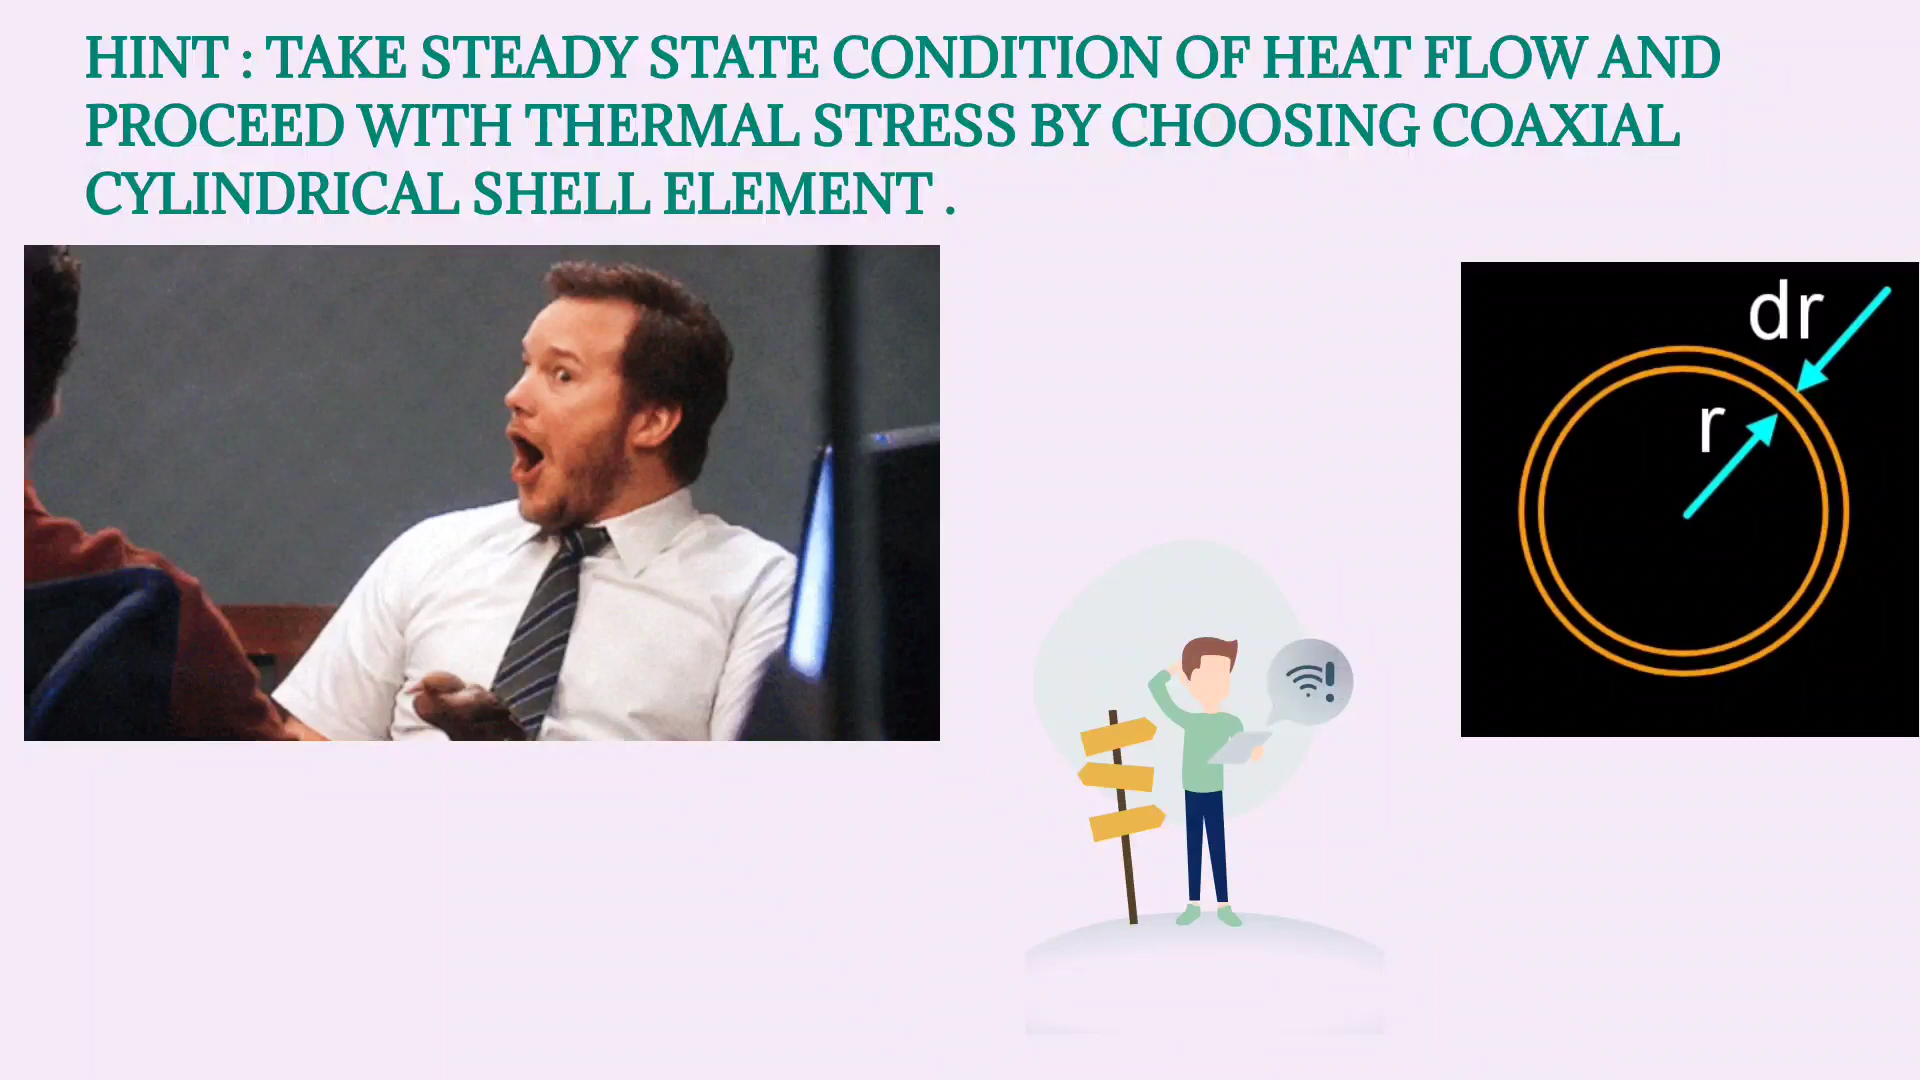 HINT : TAKE STEADY STATE CONDITION OF HEAT FLOW AND
PROCEED WITH THERMAL STRESS BY CHOOSING COAXIAL
CYLINDRICAL SHELL ELEMENT .
dr
r
!